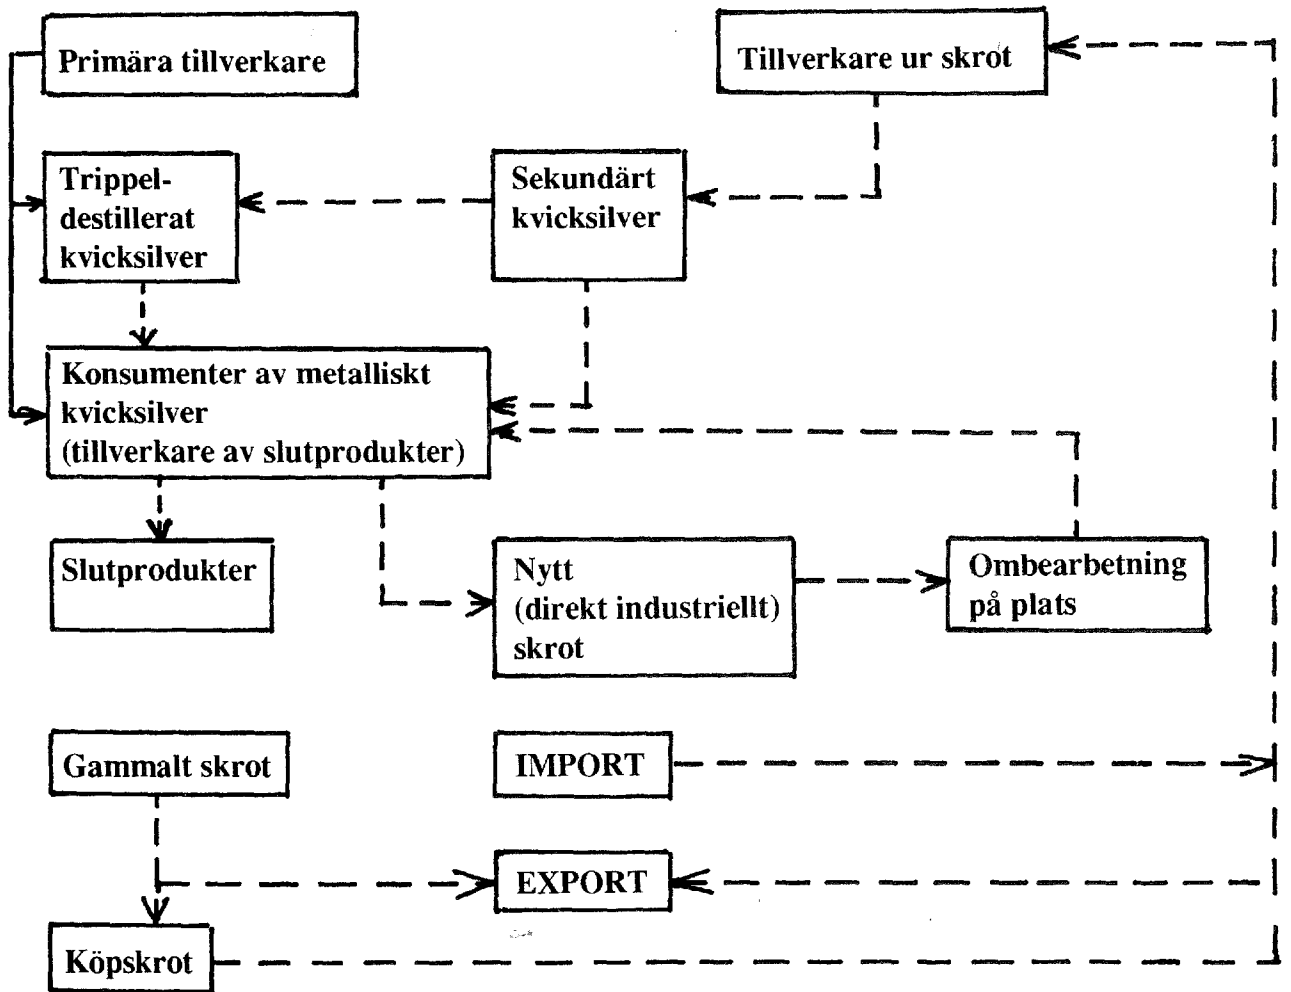 Primära tillverkare
Tillverkare ur skrot
Trippel-
destillerat
kvicksilver
Sekundärt
kvicksilver
Konsumenter av metalliskt
kvicksilver
(tillverkare av slutprodukter)
Slutprodukter
Nytt
(direkt industriellt)
skrot
Ombearbetning
på plats
Gammalt skrot
IMPORT
EXPORT
Köpskrot